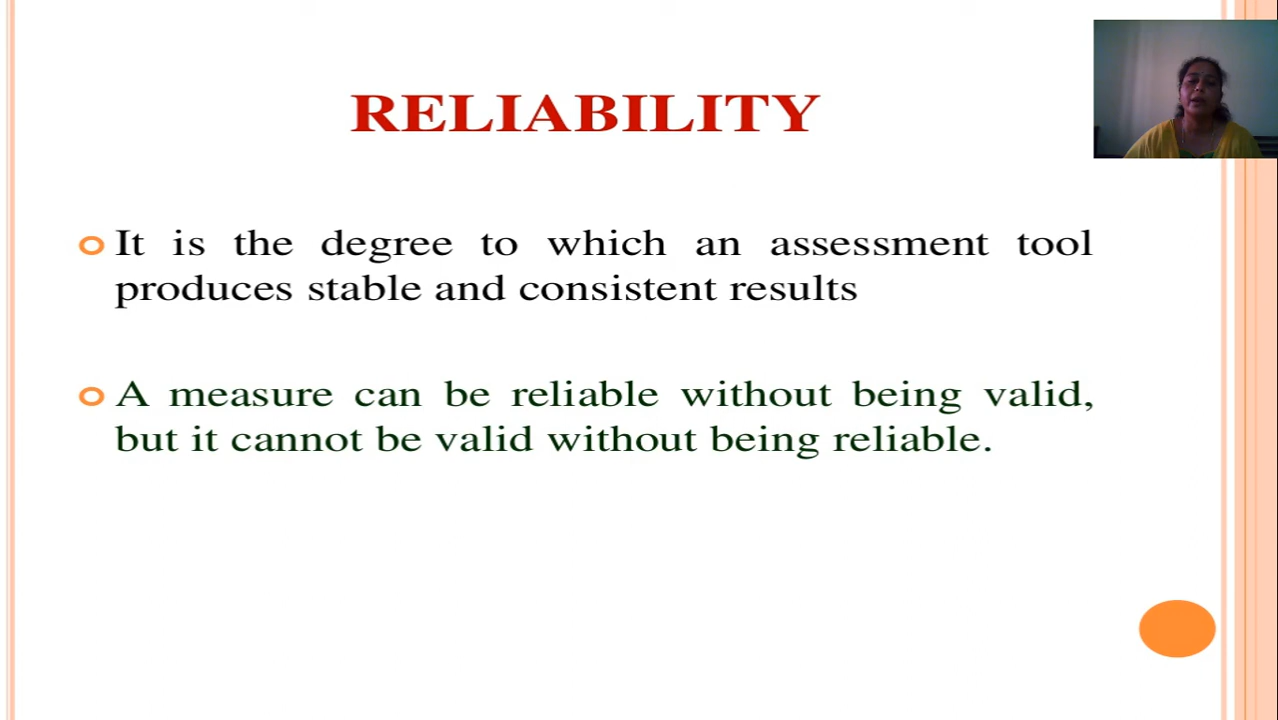 RELIABILITY
It is the degree to which an assessment tool
produces stable and consistent results
A measure can be reliable without being valid,
but it cannot be valid without being reliable.